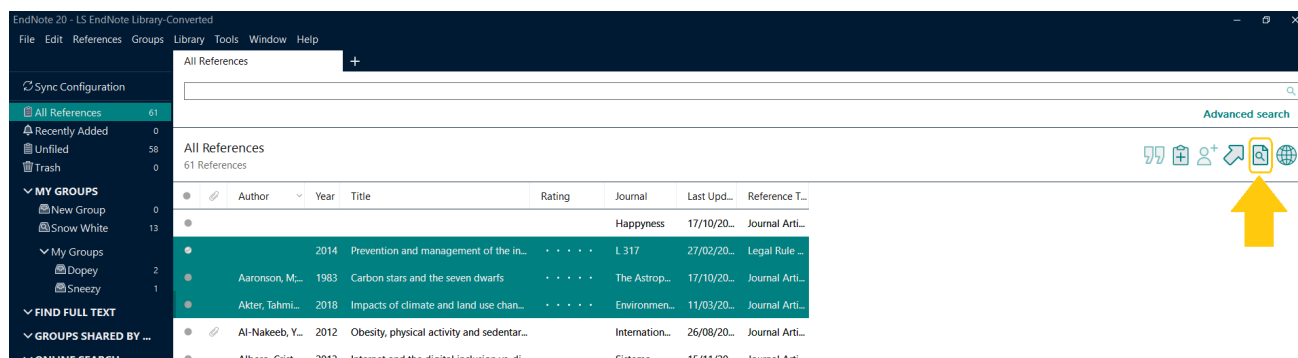 EndNote 20 - LS EndNote Library-Converted
File Edit References Groups Library Tools Window Help
All References +
Sync Configuration
All References 61
Recently Added 0
Unfiled 58
Trash 0
MY GROUPS
New Group 0
Snow White 13
My Groups
Dopey 2
Sneezy 1
FIND FULL TEXT
GROUPS SHARED BY ...
Advanced search
All References
61 References
Author Year Title Rating Journal Last Upd... Reference T...
Happyness 17/10/20... Journal Arti...
2014 Prevention and management of the in... L 317 27/02/20... Legal Rule ...
Aaronson, M;... 1983 Carbon stars and the seven dwarfs The Astrop... 17/10/20... Journal Arti...
Akter, Tahmi... 2018 Impacts of climate and land use chan... Environmen... 11/03/20... Journal Arti...
Al-Nakeeb, Y... 2012 Obesity, physical activity and sedentar... Internation... 26/08/20... Journal Arti...